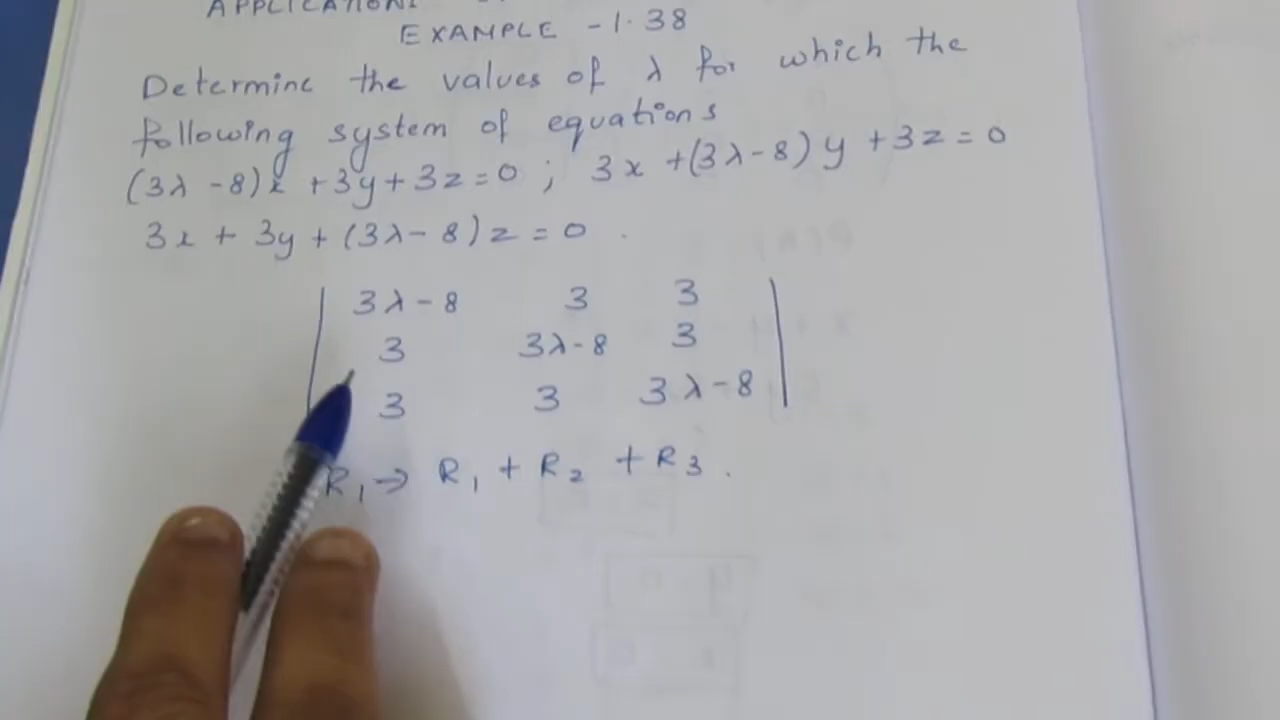 APPLICATIONS
EXAMPLE - 1.38
Determine the values of λ for which the
following system of equations
(3λ - 8)x + 3y + 3z = 0 ; 3x + (3λ - 8) y + 3z = 0
3x + 3y + (3λ - 8) z = 0 .
3λ - 8 3 3
3 3λ - 8 3
3 3 3λ - 8
R₁ → R₁ + R₂ + R₃ .